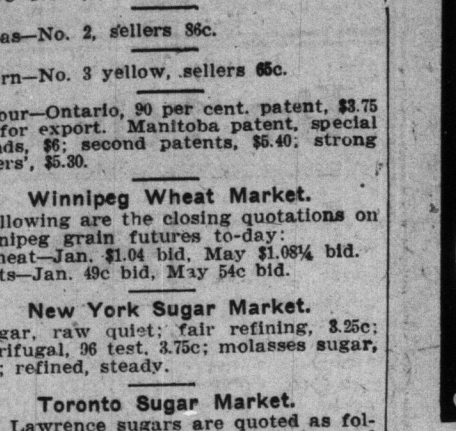 as—No. 2, sellers 86c.
rn—No. 3 yellow, sellers 65c.
our—Ontario, 90 per cent. patent, $3.75
for export. Manitoba patent, special
ds, $6; second patents, $5.40; strong
ers', $5.30.
Winnipeg Wheat Market.
llowing are the closing quotations on
nipeg grain futures to-day:
heat—Jan. $1.04 bid, May $1.08¼ bid.
ts—Jan. 49c bid, May 54c bid.
New York Sugar Market.
gar, raw quiet; fair refining, 3.25c;
rifugal, 96 test, 3.75c; molasses sugar,
; refined, steady.
Toronto Sugar Market.
Lawrence sugars are quoted as fol-